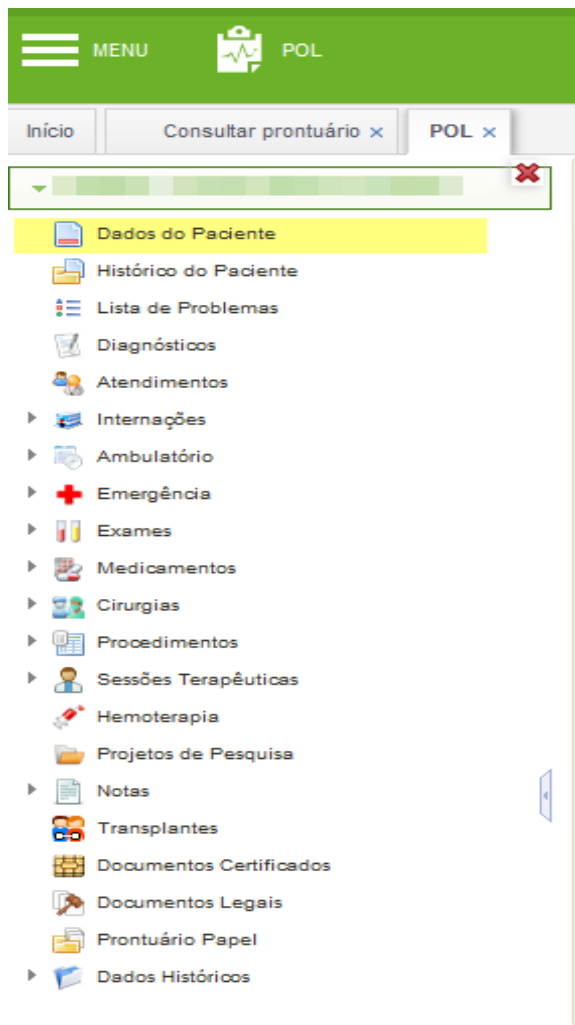 MENU POL
Início Consultar prontuário × POL ×
Dados do Paciente
Histórico do Paciente
Lista de Problemas
Diagnósticos
Atendimentos
Internações
Ambulatório
Emergência
Exames
Medicamentos
Cirurgias
Procedimentos
Sessões Terapêuticas
Hemoterapia
Projetos de Pesquisa
Notas
Transplantes
Documentos Certificados
Documentos Legais
Prontuário Papel
Dados Históricos